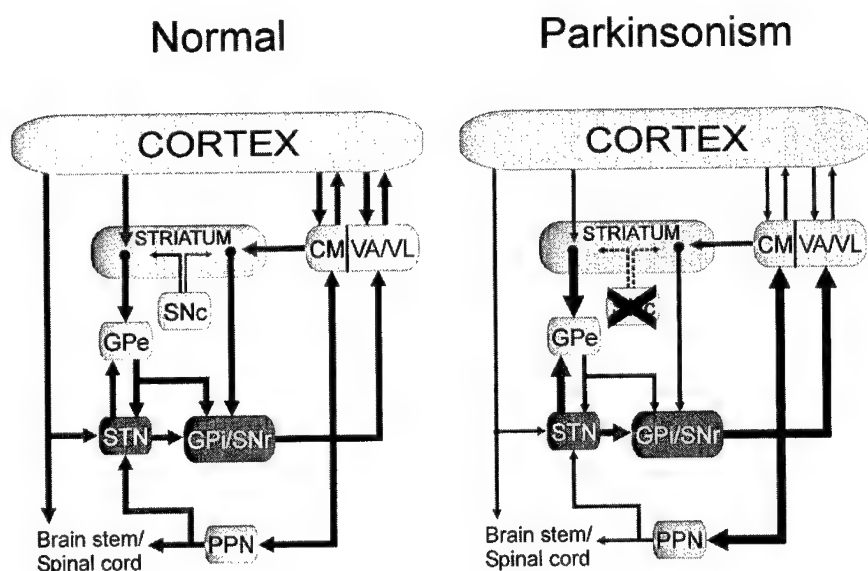 Normal
CORTEX
STRIATUM
CM
VA/VL
SNc
GPe
STN
GPi/SNr
Brain stem/
Spinal cord
PPN
Parkinsonism
CORTEX
STRIATUM
CM
VA/VL
GPe
STN
GPi/SNr
Brain stem/
Spinal cord
PPN